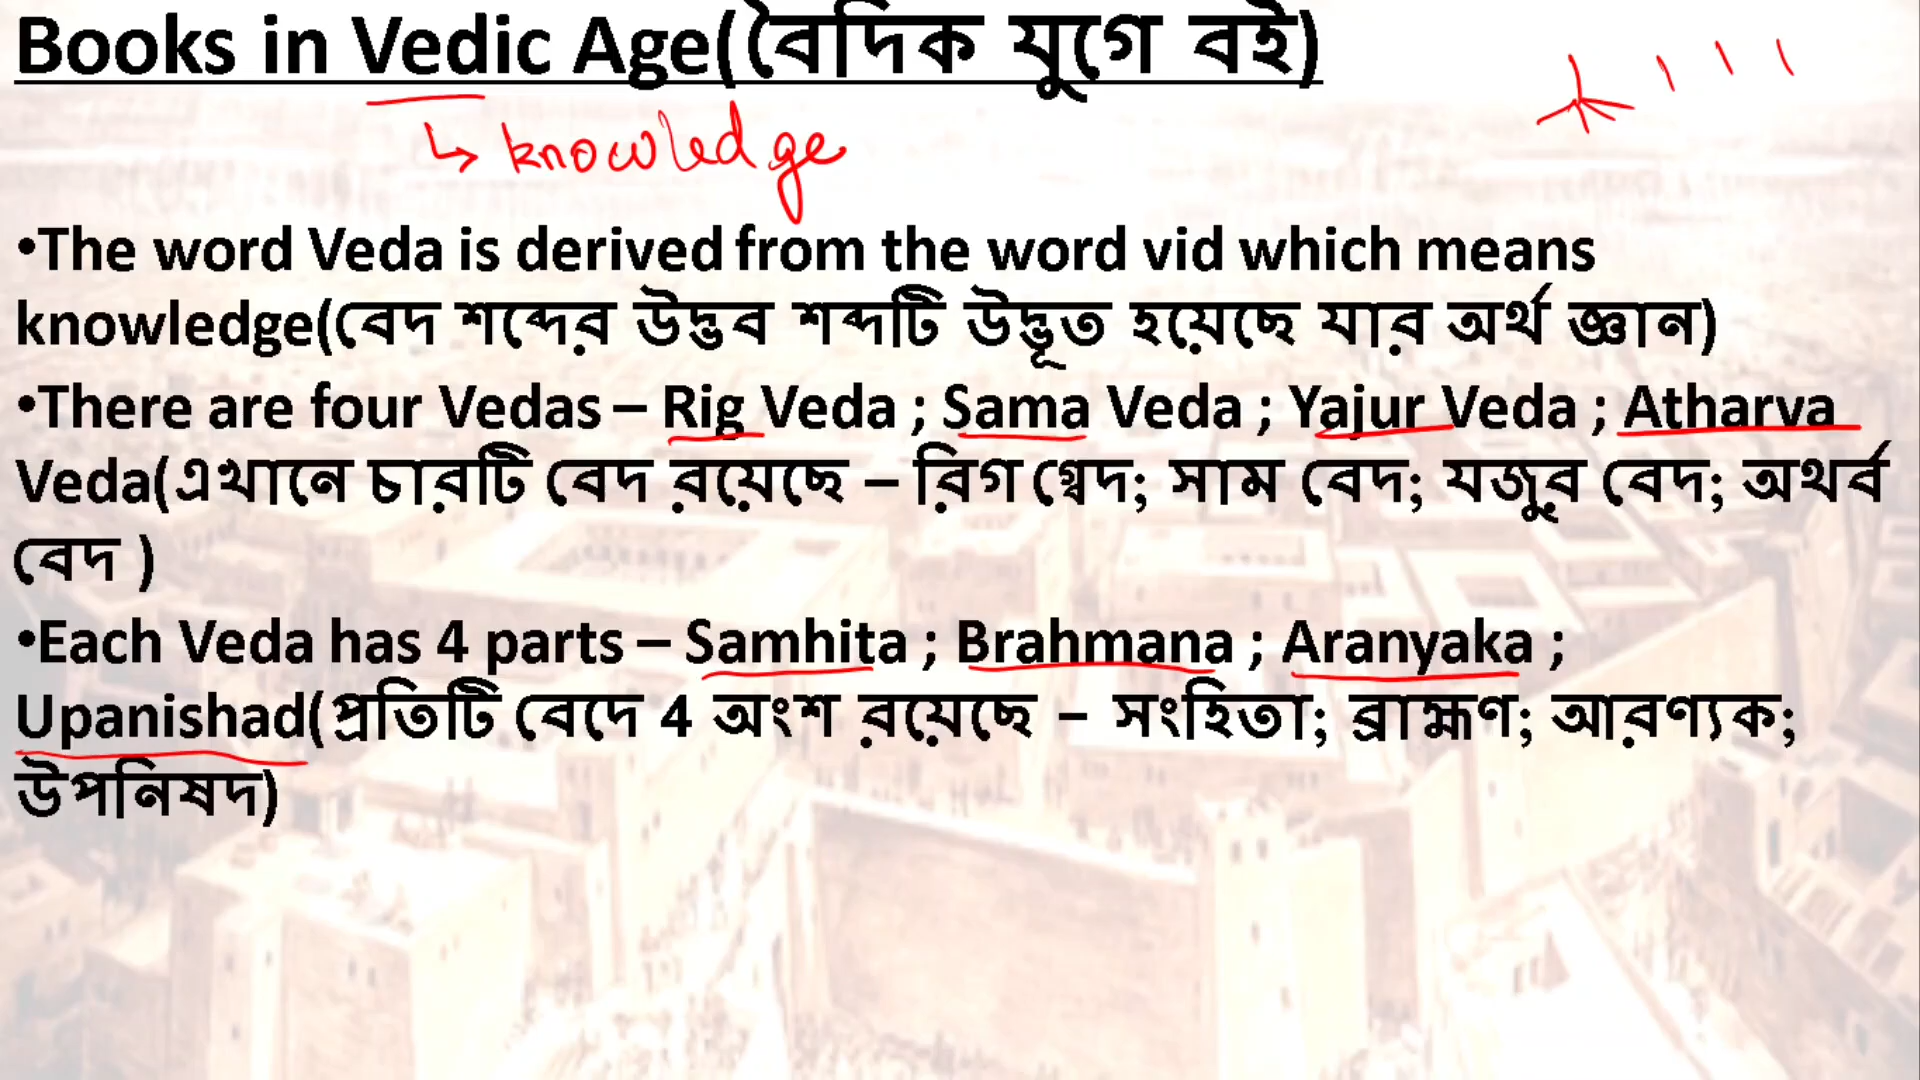 Books in Vedic Age(বৈদিক যুগে বই)
knowledge
•The word Veda is derived from the word vid which means
knowledge(বেদ শব্দের উদ্ভব শব্দটি উদ্ভূত হয়েছে যার অর্থ জ্ঞান)
•There are four Vedas – Rig Veda ; Sama Veda ; Yajur Veda ; Atharva
Veda(এখানে চারটি বেদ রয়েছে – রিগ গ্বেদ; সাম বেদ; যজুর বেদ; অথর্ব
বেদ )
•Each Veda has 4 parts – Samhita ; Brahmana ; Aranyaka ;
Upanishad(প্রতিটি বেদে 4 অংশ রয়েছে – সংহিতা; ব্রাহ্মণ; আরণ্যক;
উপনিষদ)